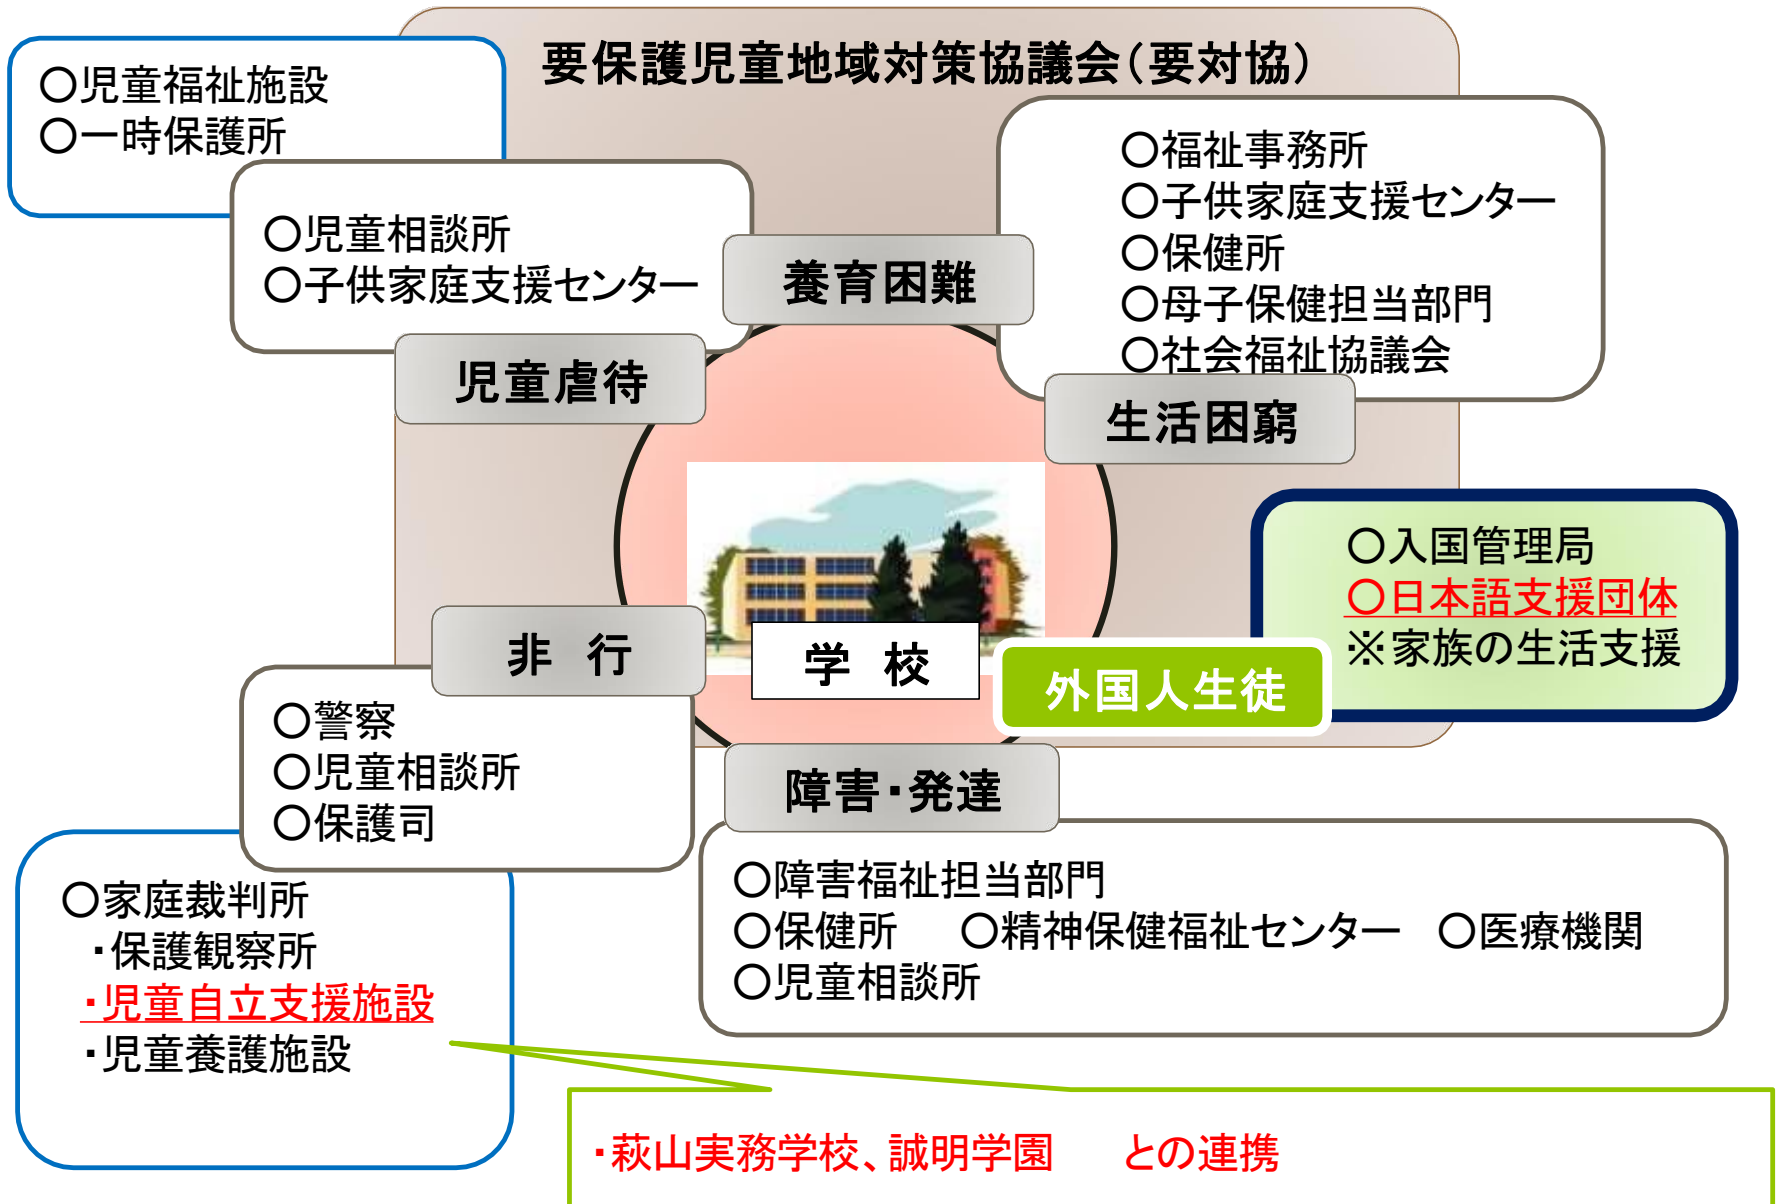 要保護児童地域対策協議会（要対協）
〇児童福祉施設
〇一時保護所
〇児童相談所
〇子供家庭支援センター
養育困難
児童虐待
〇福祉事務所
〇子供家庭支援センター
〇保健所
〇母子保健担当部門
〇社会福祉協議会
生活困窮
〇入国管理局
〇日本語支援団体
※家族の生活支援
外国人生徒
学　校
非　行
〇警察
〇児童相談所
〇保護司
〇家庭裁判所
・保護観察所
・児童自立支援施設
・児童養護施設
障害・発達
〇障害福祉担当部門
〇保健所　〇精神保健福祉センター　〇医療機関
〇児童相談所
・萩山実務学校、誠明学園　　との連携